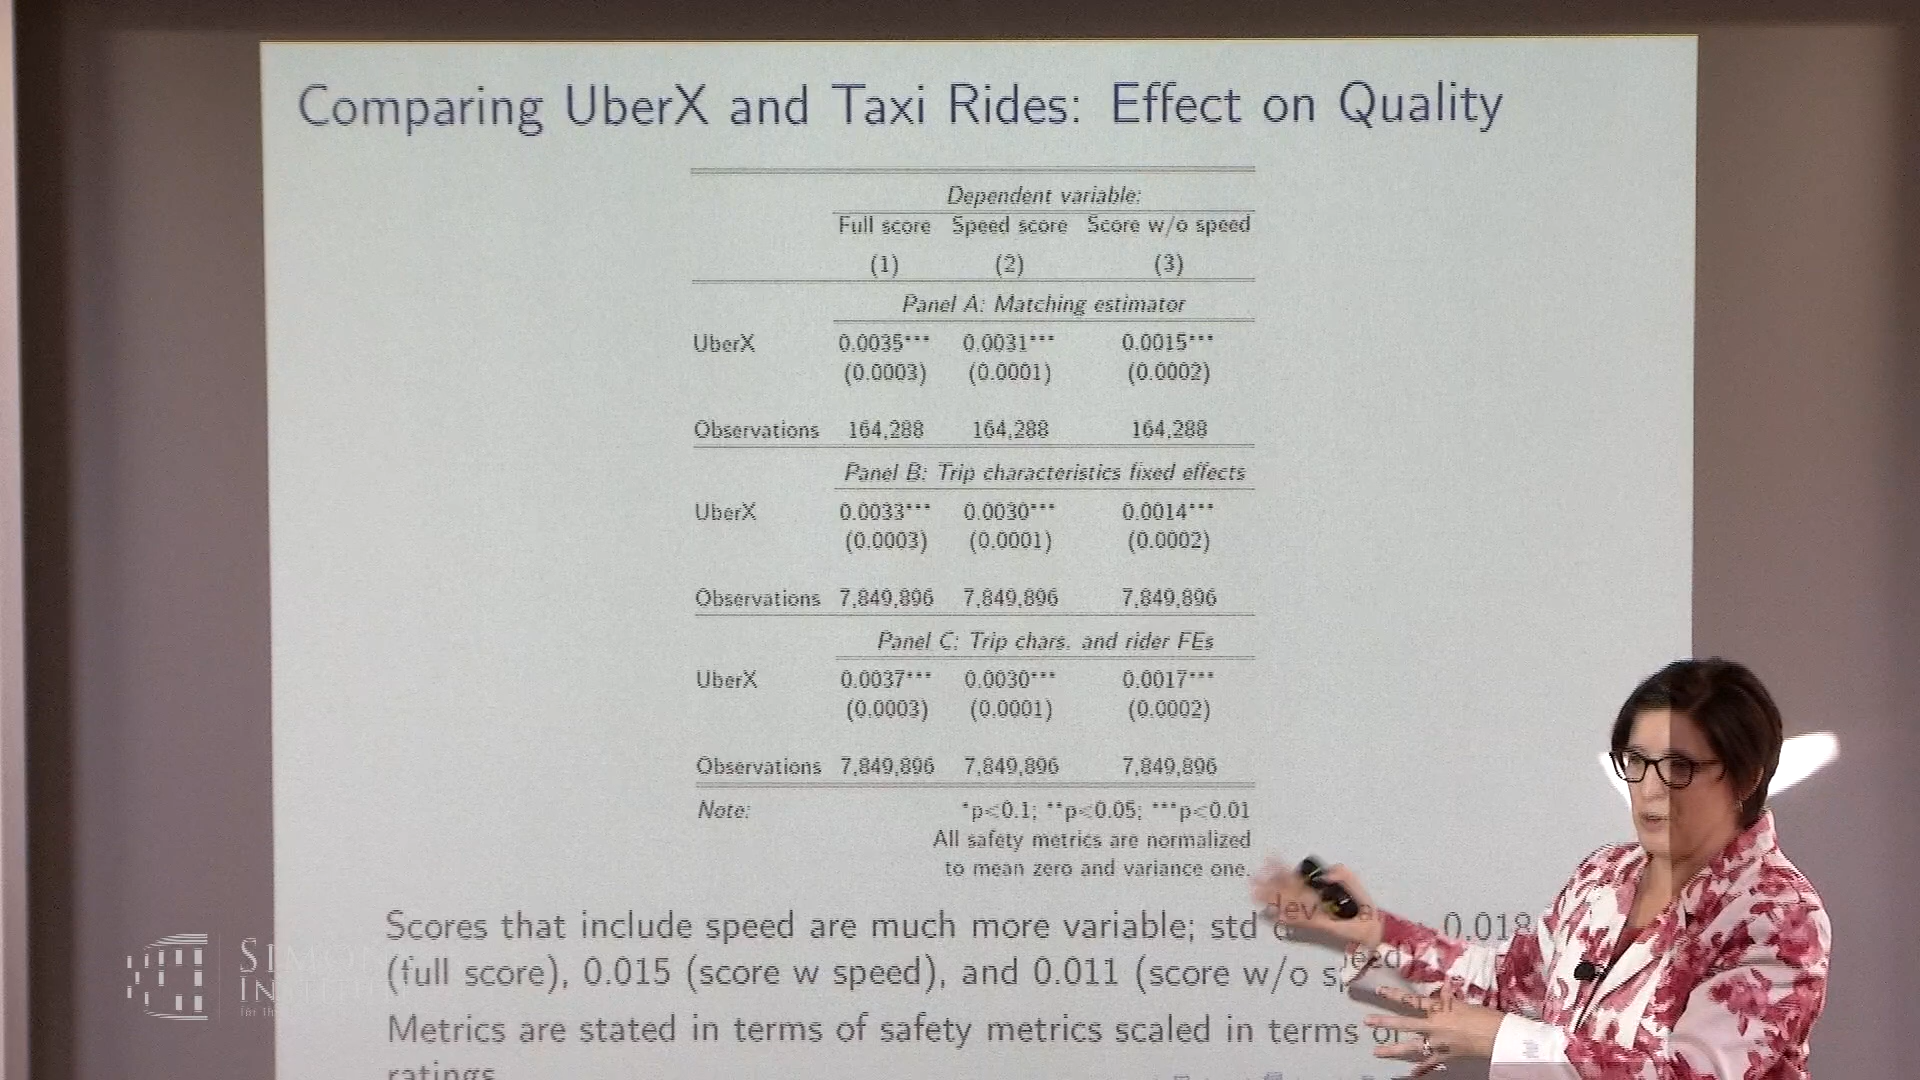 Comparing UberX and Taxi Rides: Effect on Quality
Dependent variable:
Full score Speed score Score w/o speed
(1) (2) (3)
Panel A: Matching estimator
UberX 0.0035*** 0.0031*** 0.0015***
(0.0003) (0.0001) (0.0002)
Observations 164,288 164,288 164,288
Panel B: Trip characteristics fixed effects
UberX 0.0033*** 0.0030*** 0.0014***
(0.0003) (0.0001) (0.0002)
Observations 7,849,896 7,849,896 7,849,896
Panel C: Trip chars. and rider FEs
UberX 0.0037*** 0.0030*** 0.0017***
(0.0003) (0.0001) (0.0002)
Observations 7,849,896 7,849,896 7,849,896
Note: *p<0.1; **p<0.05; ***p<0.01
All safety metrics are normalized
to mean zero and variance one.
Scores that include speed are much more variable; std 0.018
(full score), 0.015 (score w speed), and 0.011 (score w/o
Metrics are stated in terms of safety metrics scaled in terms of
ratings